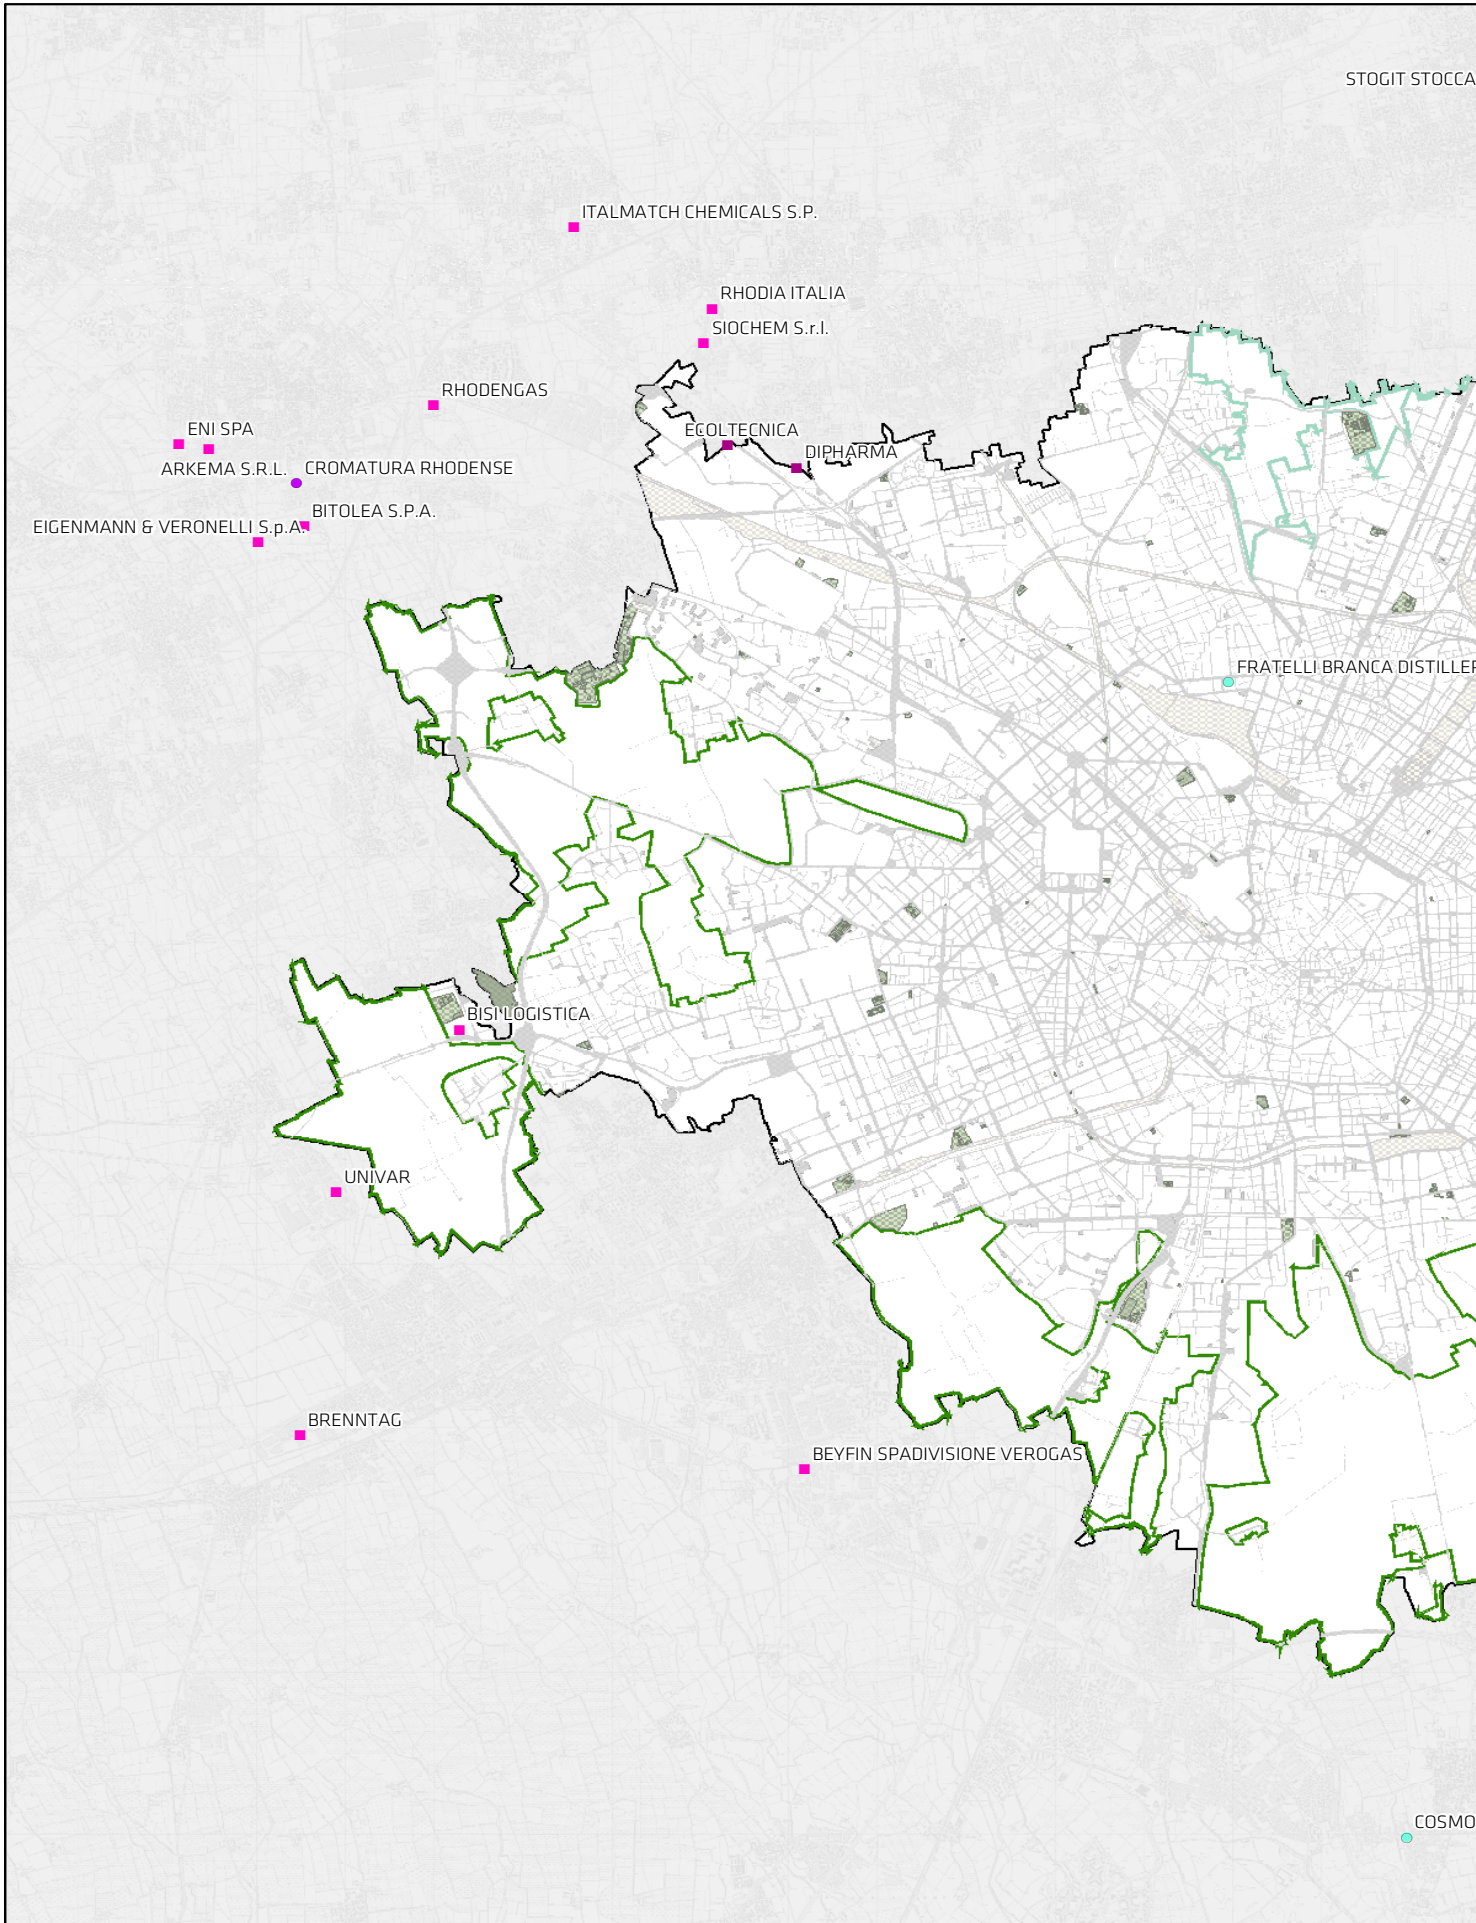 STOGIT STOCCA
ITALMATCH CHEMICALS S.P.
RHODIA ITALIA
SIOCHEM S.r.l.
RHODENGAS
ENI SPA
ECOLTECNICA
DIPHARMA
ARKEMA S.R.L.
CROMATURA RHODENSE
BITOLEA S.P.A.
EIGENMANN & VERONELLI S.p.A.
FRATELLI BRANCA DISTILLER
BISI LOGISTICA
UNIVAR
BRENNTAG
BEYFIN SPADIVISIONE VEROGAS
COSMO